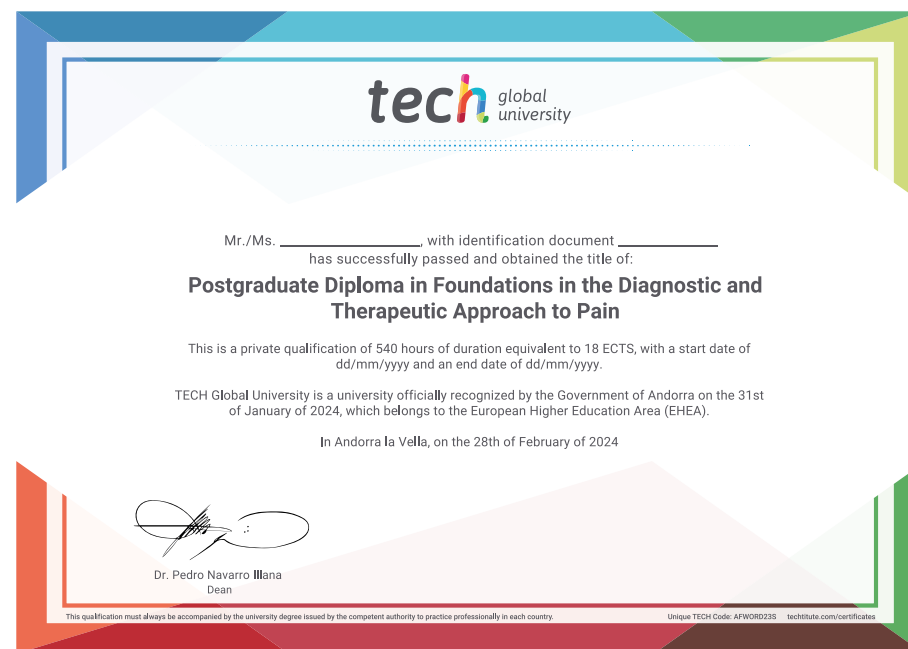 tech global university
Mr./Ms. ____________________, with identification document ______________
has successfully passed and obtained the title of:
Postgraduate Diploma in Foundations in the Diagnostic and
Therapeutic Approach to Pain
This is a private qualification of 540 hours of duration equivalent to 18 ECTS, with a start date of
dd/mm/yyyy and an end date of dd/mm/yyyy.
TECH Global University is a university officially recognized by the Government of Andorra on the 31st
of January of 2024, which belongs to the European Higher Education Area (EHEA).
In Andorra la Vella, on the 28th of February of 2024
Dr. Pedro Navarro Illana
Dean
This qualification must always be accompanied by the university degree issued by the competent authority to practice professionally in each country. Unique TECH Code: AFWORD23S techtitute.com/certificates